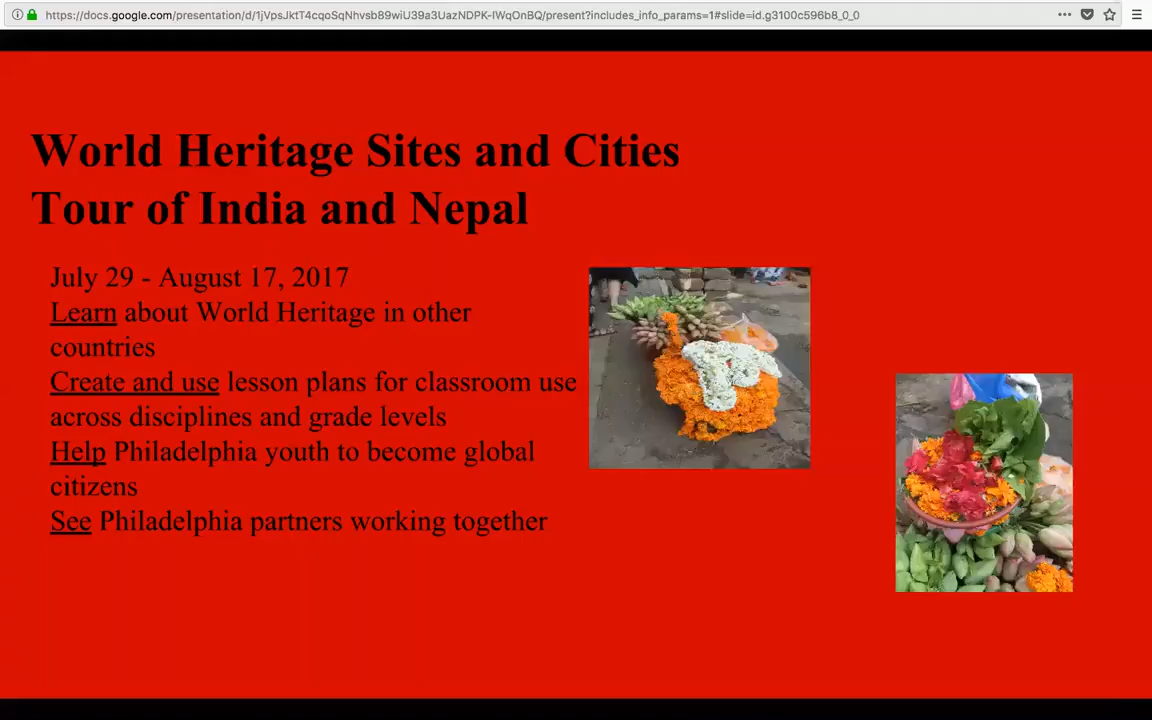 https://docs.google.com/presentation/d/1jVpsJktT4cqoSqNhvsb89wiU39a3UazNDPK-IWqOnBQ/present?includes_info_params=1#slide=id.g3100c596b8_0_0
World Heritage Sites and Cities
Tour of India and Nepal
July 29 - August 17, 2017
Learn about World Heritage in other
countries
Create and use lesson plans for classroom use
across disciplines and grade levels
Help Philadelphia youth to become global
citizens
See Philadelphia partners working together